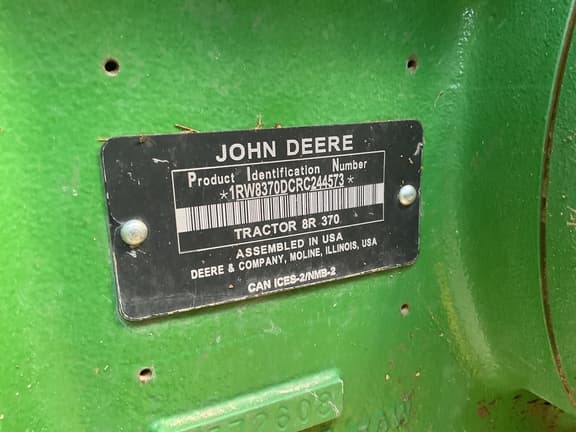 JOHN DEERE
Product Identification Number
*1RW8370DCRC244573*
TRACTOR 8R 370
ASSEMBLED IN USA
DEERE & COMPANY, MOLINE, ILLINOIS, USA
CAN ICES-2/NMB-2